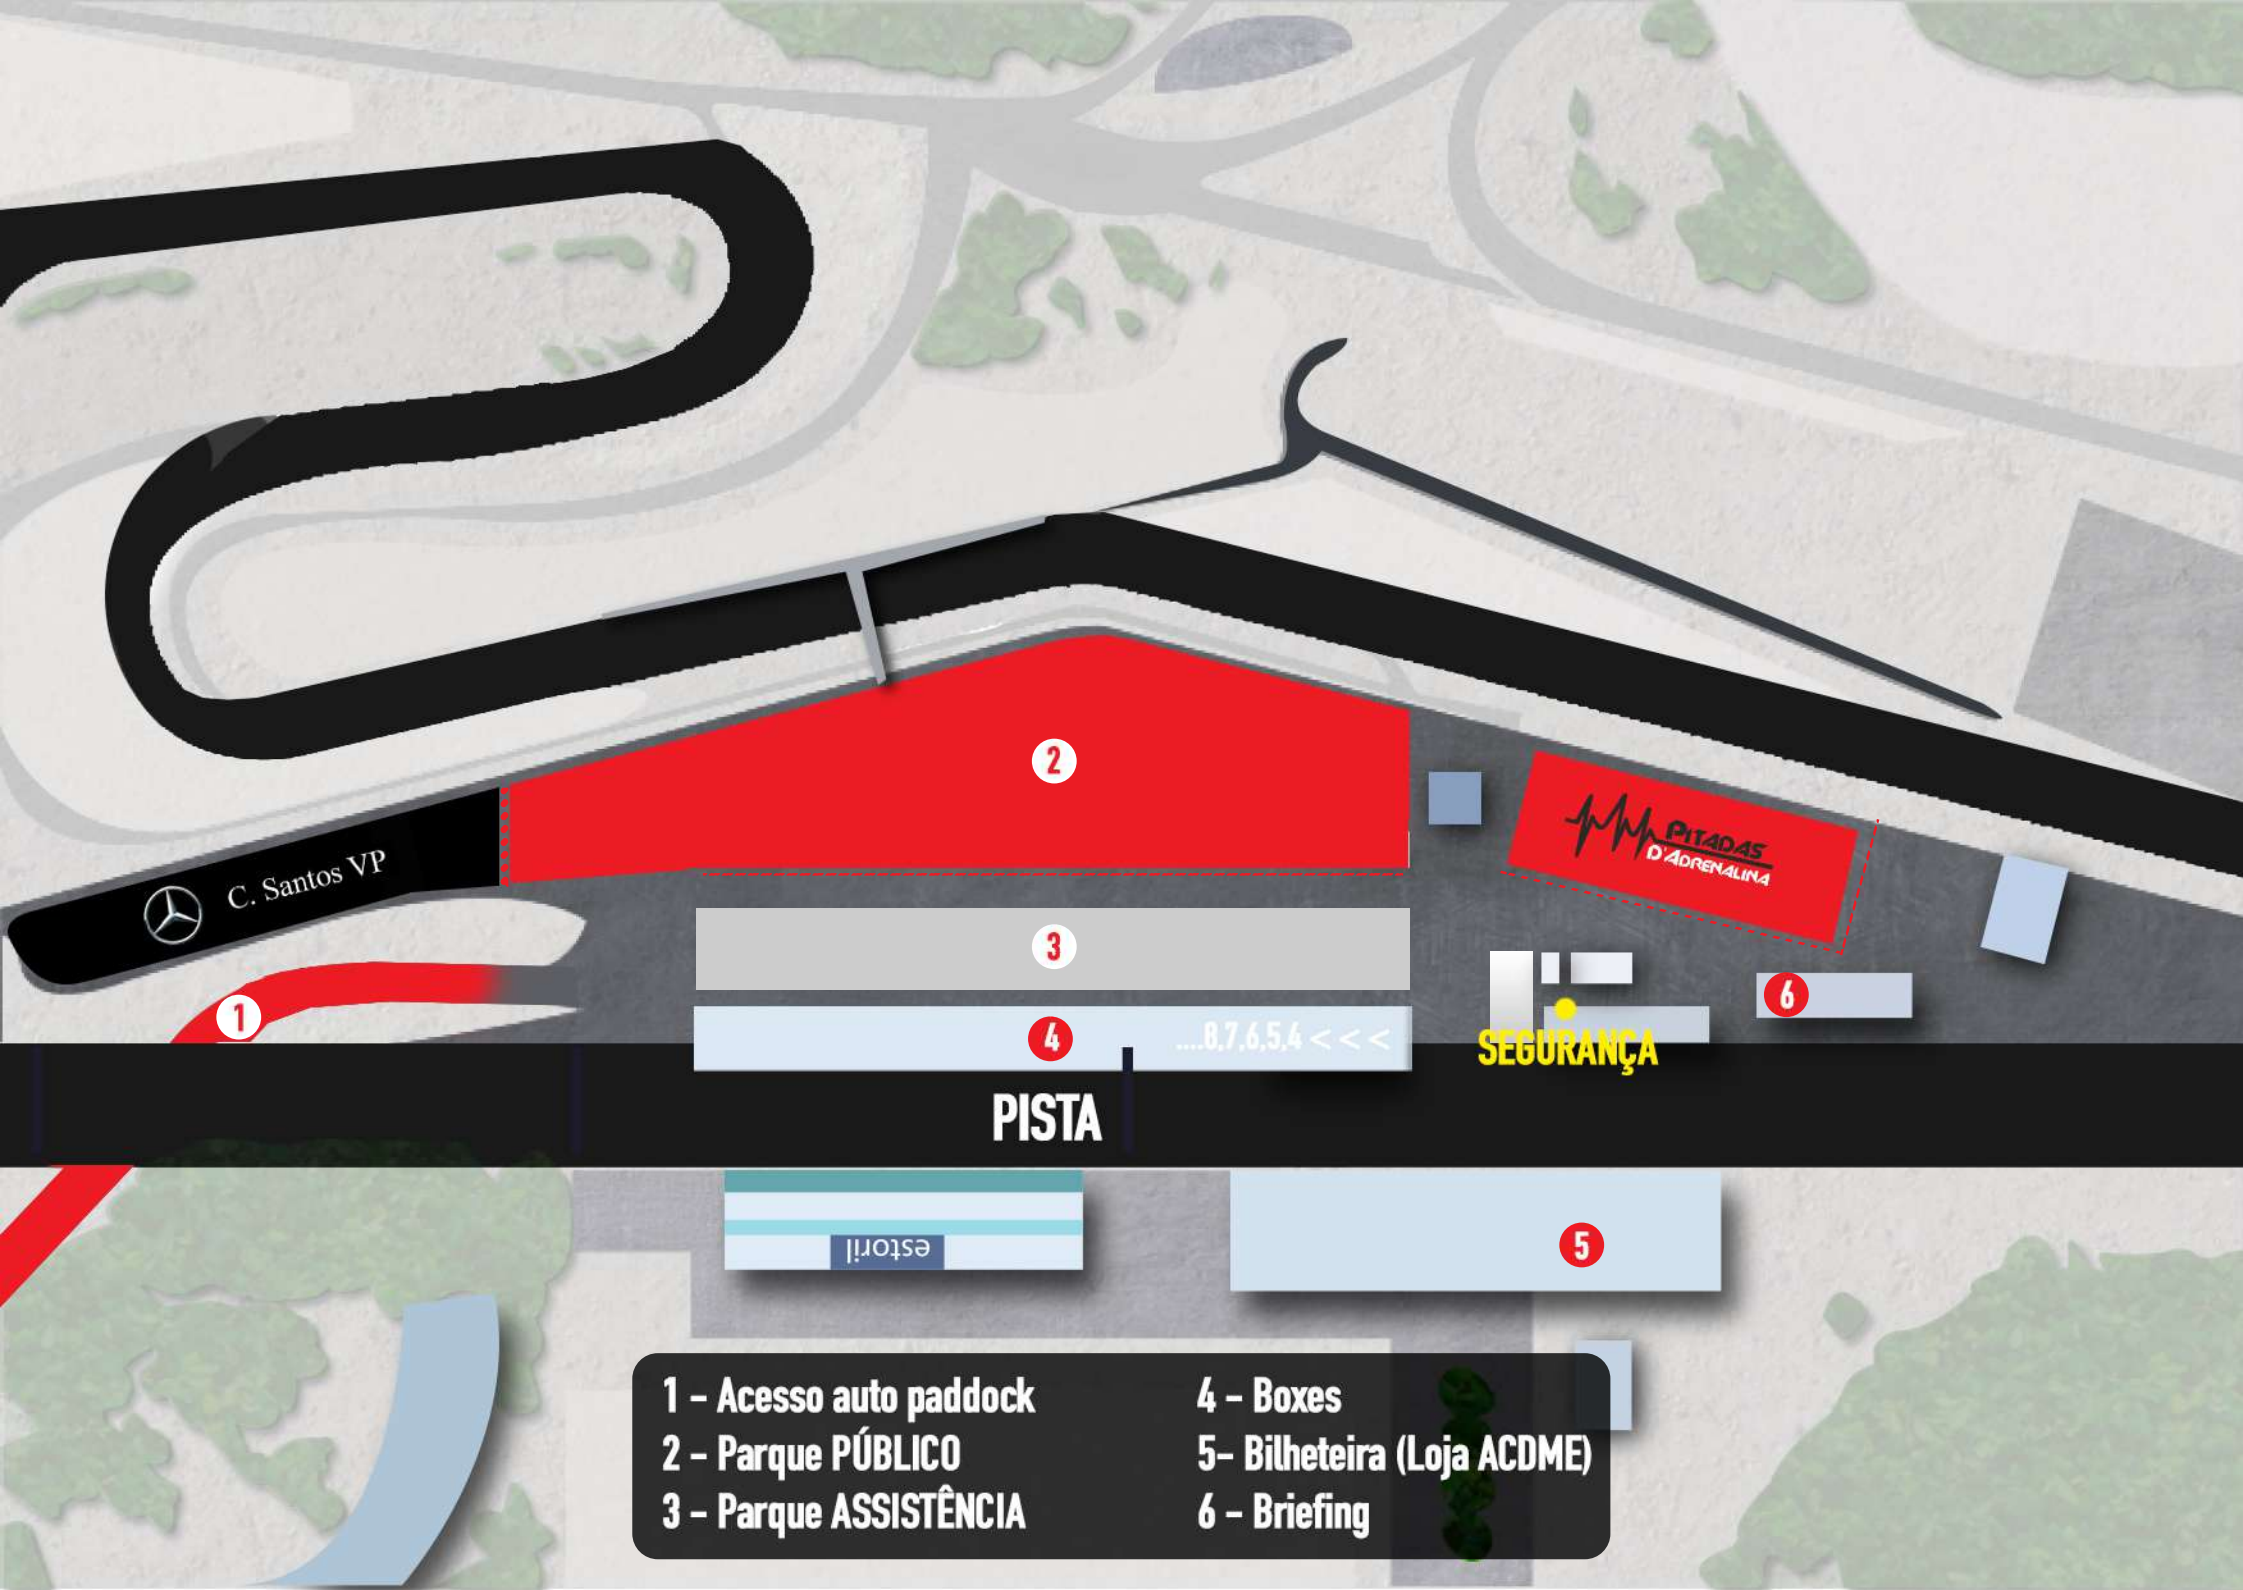 2
PITADAS
D'ADRENALINA
C. Santos VP
3
6
1
4
....8,7,6,5,4 < < <
SEGURANÇA
PISTA
estoril
5
1 - Acesso auto paddock
2 - Parque PÚBLICO
3 - Parque ASSISTÊNCIA
4 - Boxes
5- Bilheteira (Loja ACDME)
6 - Briefing